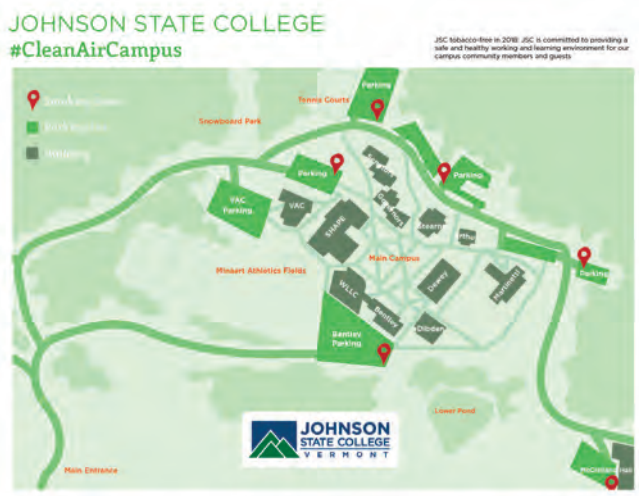 JOHNSON STATE COLLEGE
#CleanAirCampus
JSC tobacco-free in 2018: JSC is committed to providing a
safe and healthy working and learning environment for our
campus community members and guests
Parking
Tennis Courts
Snowboard Park
Parking
Parking
VAC
Parking
VAC
SHAPE
Governors
Stearns
Main Campus
Minaert Athletics Fields
Parking
WLLC
Dewey
Martinetti
Bentley
Dibden
Bentley
Parking
Lower Pond
JOHNSON
STATE COLLEGE
VERMONT
Main Entrance
McClelland Hall